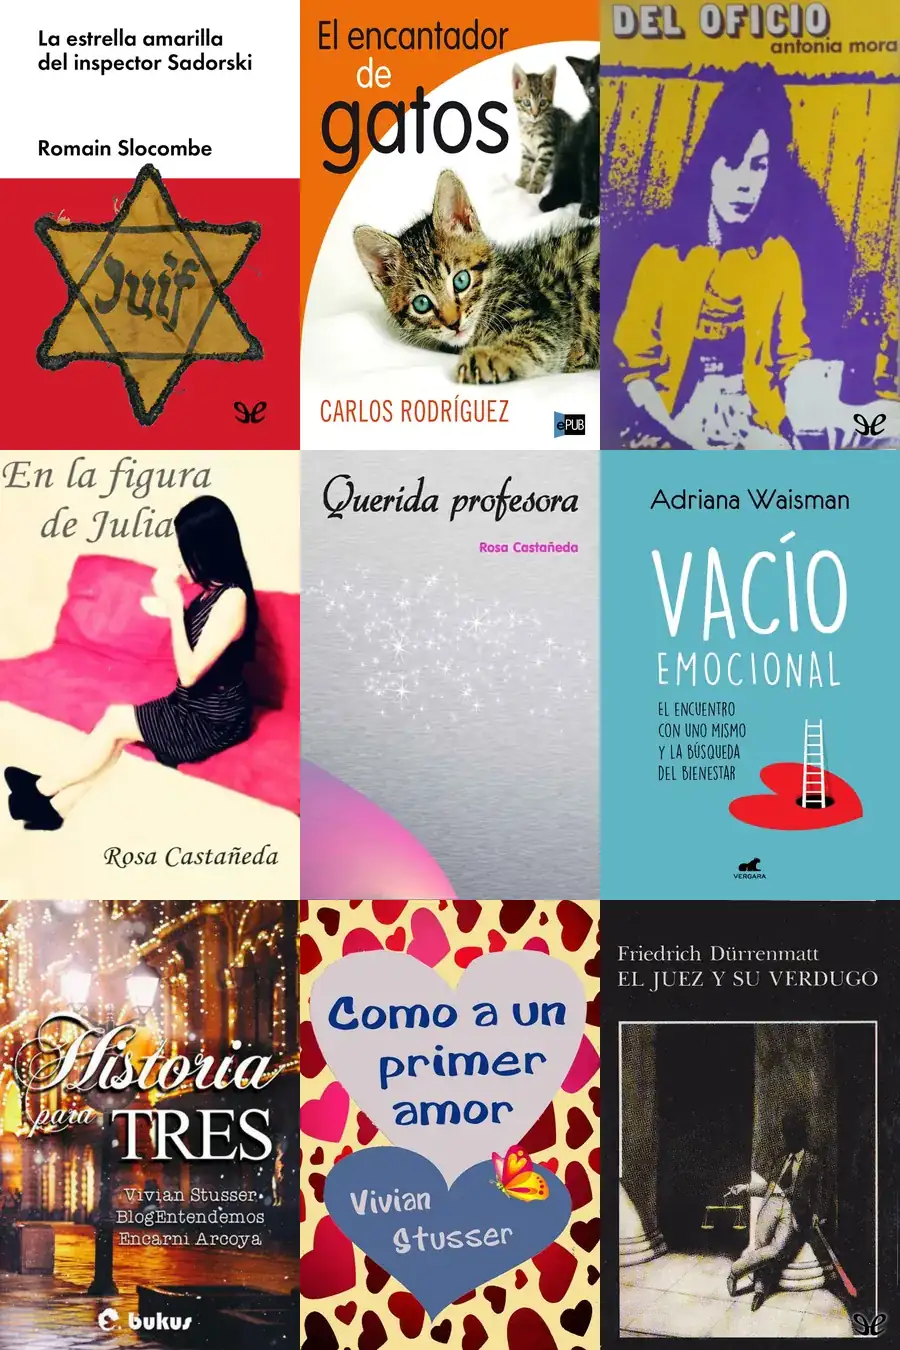 La estrella amarilla
del inspector Sadorski
Romain Slocombe
Juif
El encantador
de
gatos
CARLOS RODRÍGUEZ
ePUB
DEL OFICIO
antonia mora
En la figura
de Julia
Rosa Castañeda
Querida profesora
Rosa Castañeda
Adriana Waisman
VACÍO
EMOCIONAL
EL ENCUENTRO
CON UNO MISMO
Y LA BÚSQUEDA
DEL BIENESTAR
VERGARA
Historia
para
TRES
Vivian Stusser
BlogEntendemos
Encarni Arcoya
bukus
Como a un
primer
amor
Vivian
Stusser
Friedrich Dürrenmatt
EL JUEZ Y SU VERDUGO